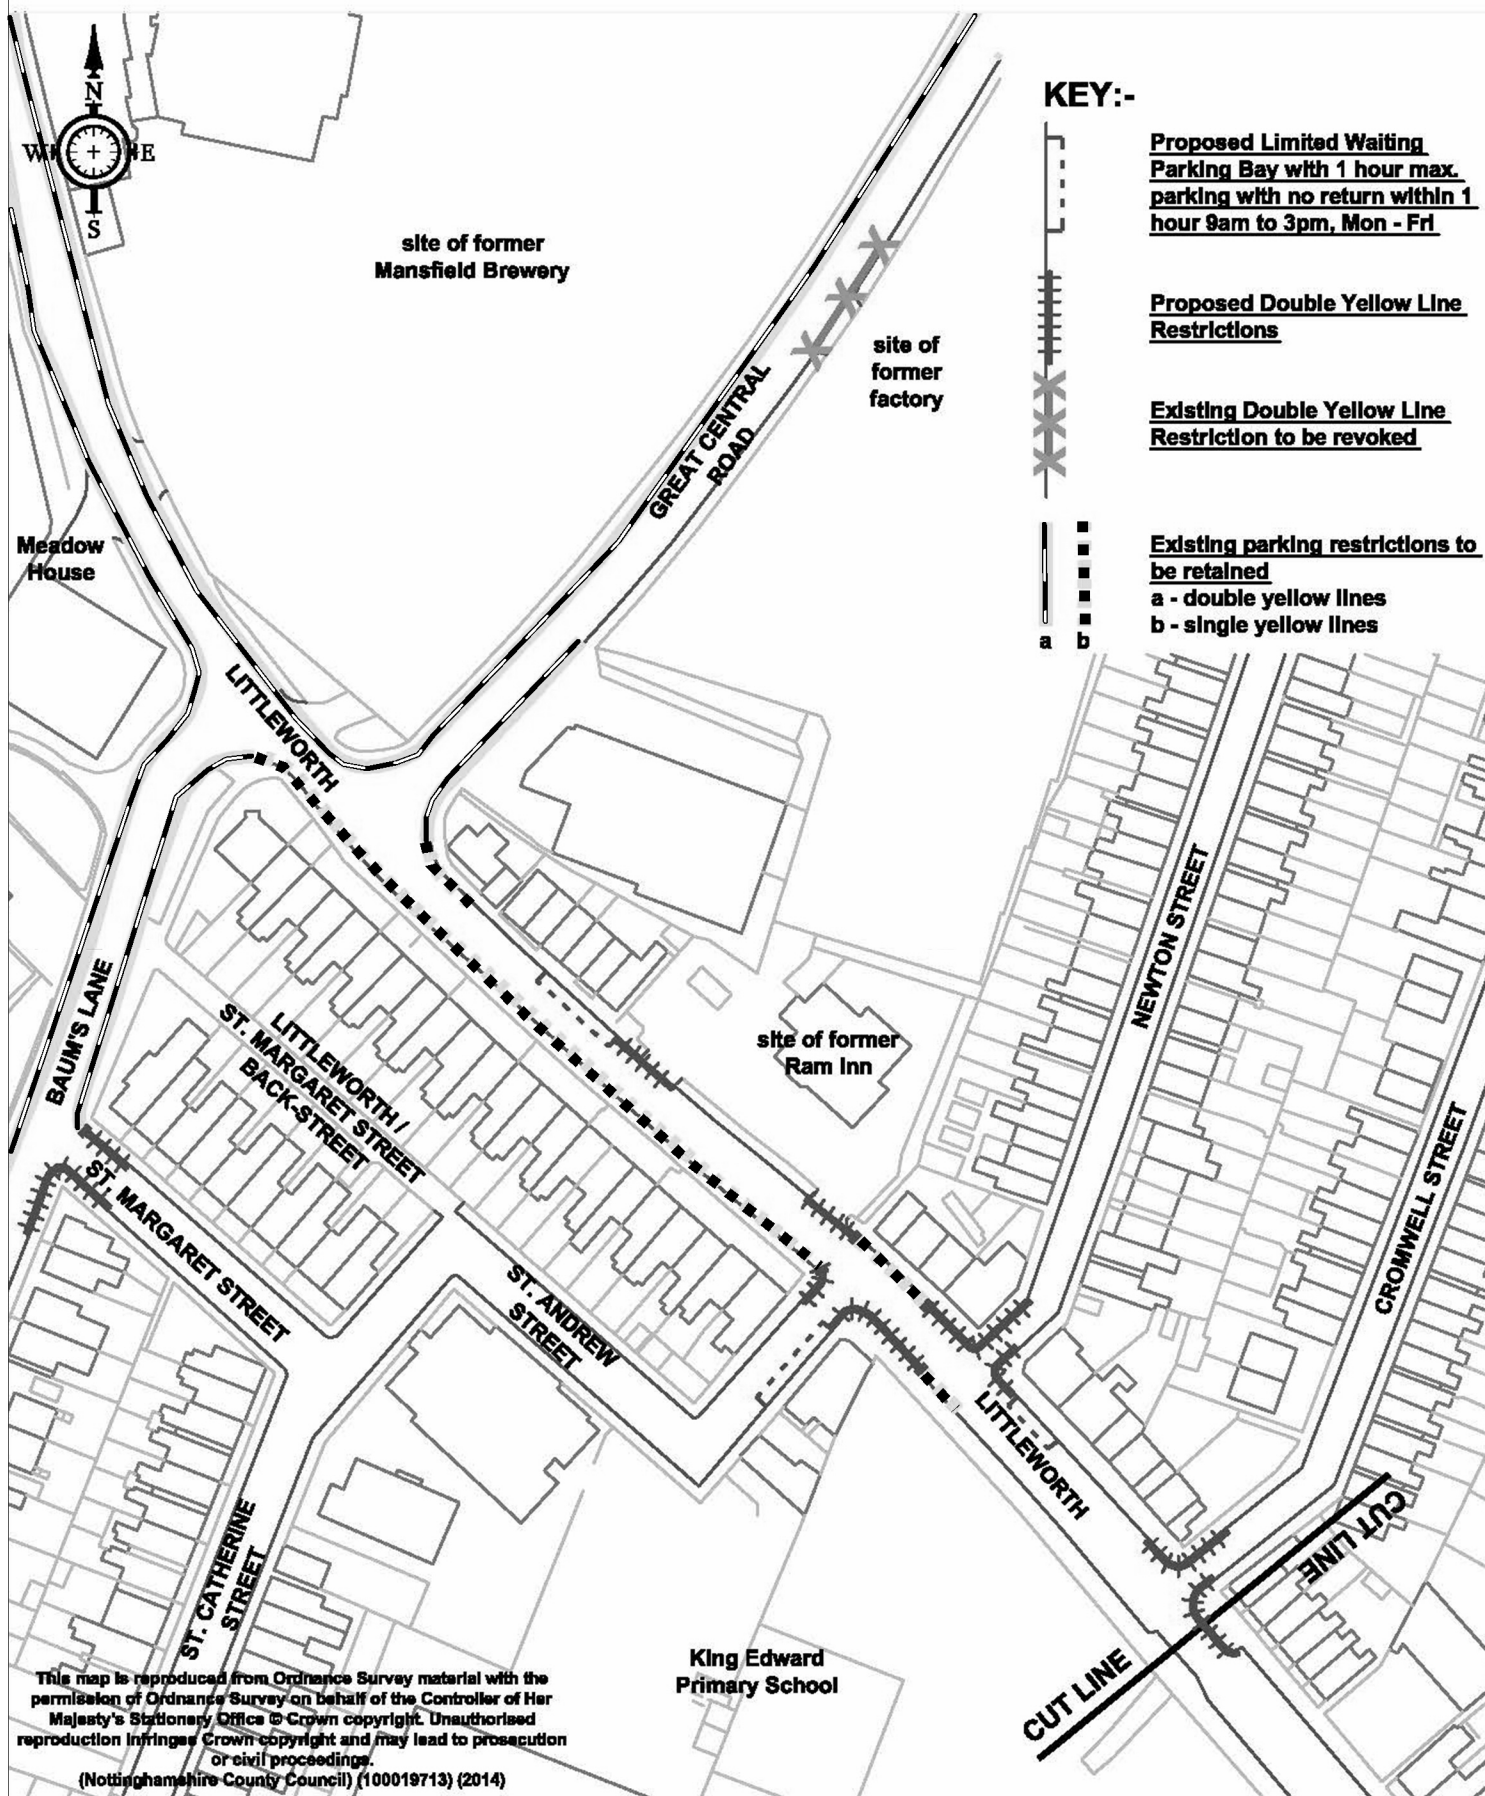 N
W
E
S
KEY:-
Proposed Limited Waiting
Parking Bay with 1 hour max.
parking with no return within 1
hour 9am to 3pm, Mon - Fri
Proposed Double Yellow Line
Restrictions
Existing Double Yellow Line
Restriction to be revoked
Existing parking restrictions to
be retained
a - double yellow lines
b - single yellow lines
a b
site of former
Mansfield Brewery
site of
former
factory
GREAT CENTRAL
ROAD
Meadow
House
LITTLEWORTH
NEWTON STREET
BAUM'S LANE
LITTLEWORTH /
ST. MARGARET STREET
BACK-STREET
site of former
Ram Inn
CROMWELL STREET
ST. MARGARET STREET
ST. ANDREW
STREET
LITTLEWORTH
CUT LINE
ST. CATHERINE
STREET
King Edward
Primary School
CUT LINE
This map is reproduced from Ordnance Survey material with the
permission of Ordnance Survey on behalf of the Controller of Her
Majesty's Stationery Office © Crown copyright. Unauthorised
reproduction infringes Crown copyright and may lead to prosecution
or civil proceedings.
(Nottinghamshire County Council) (100019713) (2014)